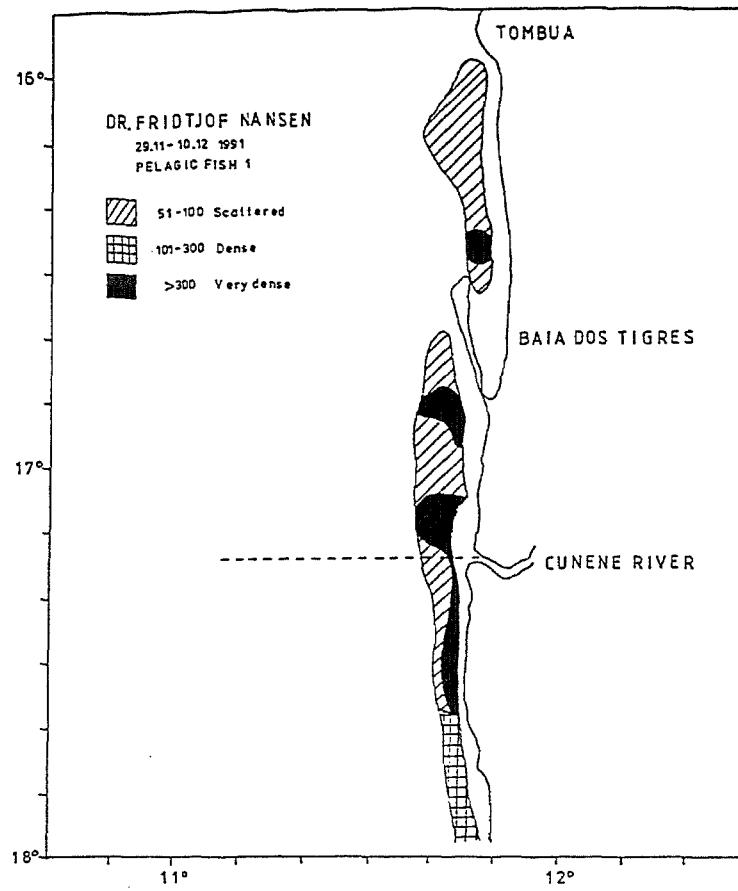 TOMBUA
16°
DR. FRIDTJOF NANSEN
29.11-10.12 1991
PELAGIC FISH 1
51-100 Scattered
101-300 Dense
>300 Very dense
BAIA DOS TIGRES
17°
CUNENE RIVER
18°
11°
12°